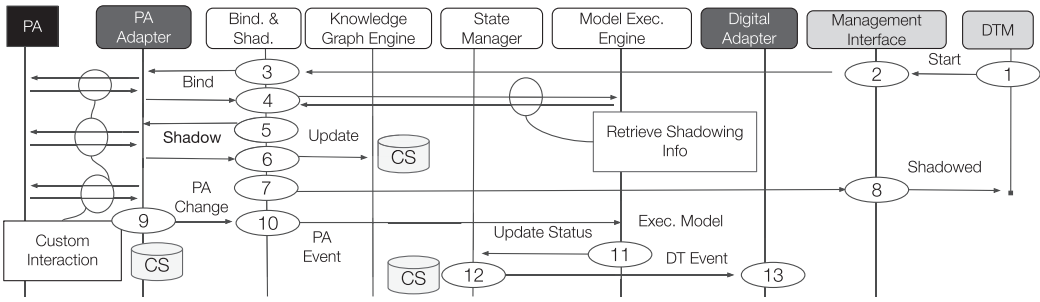 PA
PA
Adapter
Bind. &
Shad.
Knowledge
Graph Engine
State
Manager
Model Exec.
Engine
Digital
Adapter
Management
Interface
DTM
Start
3
2
1
Bind
4
5
Retrieve Shadowing
Info
Shadow
Update
6
CS
Shadowed
7
8
PA
Change
9
10
Exec. Model
PA
Event
Update Status
Custom
Interaction
CS
11
DT Event
CS
12
13